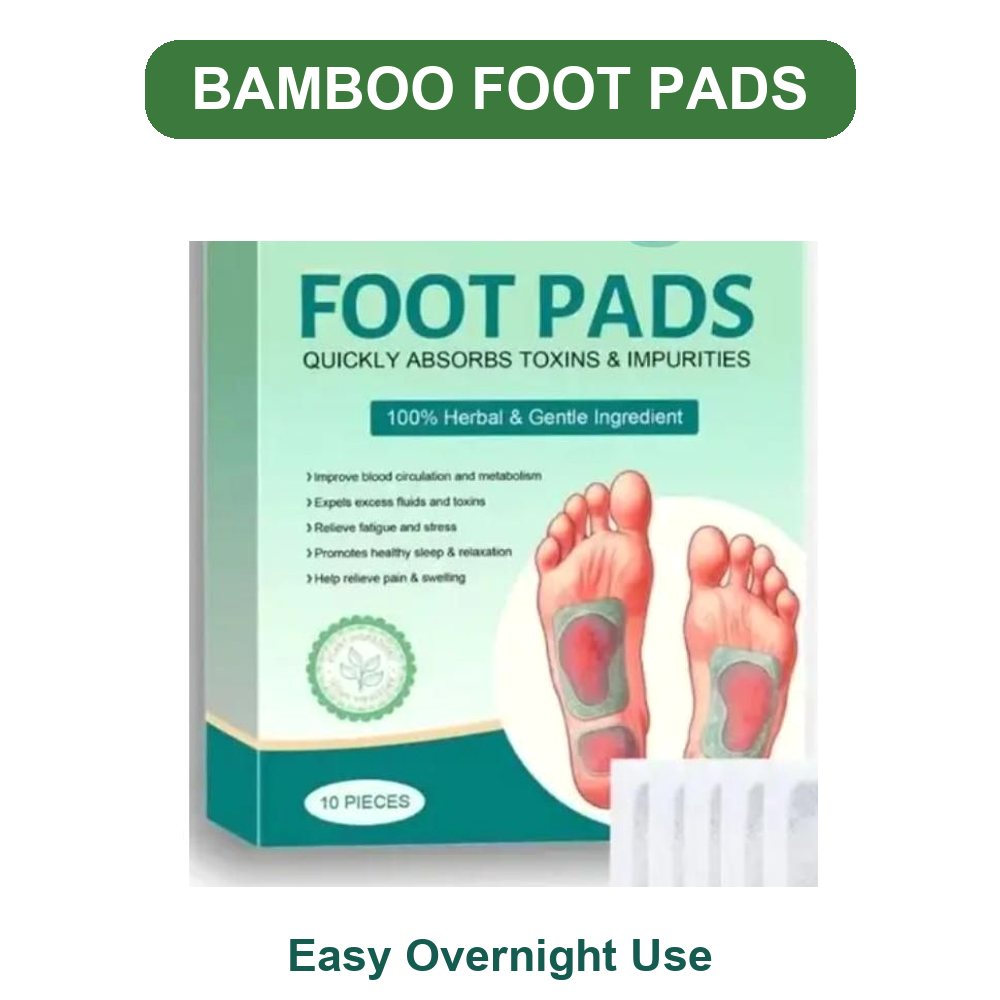 BAMBOO FOOT PADS
FOOT PADS
QUICKLY ABSORBS TOXINS & IMPURITIES
100% Herbal & Gentle Ingredient
Improve blood circulation and metabolism
Expels excess fluids and toxins
Relieve fatigue and stress
Promotes healthy sleep & relaxation
Help relieve pain & swelling
10 PIECES
Easy Overnight Use